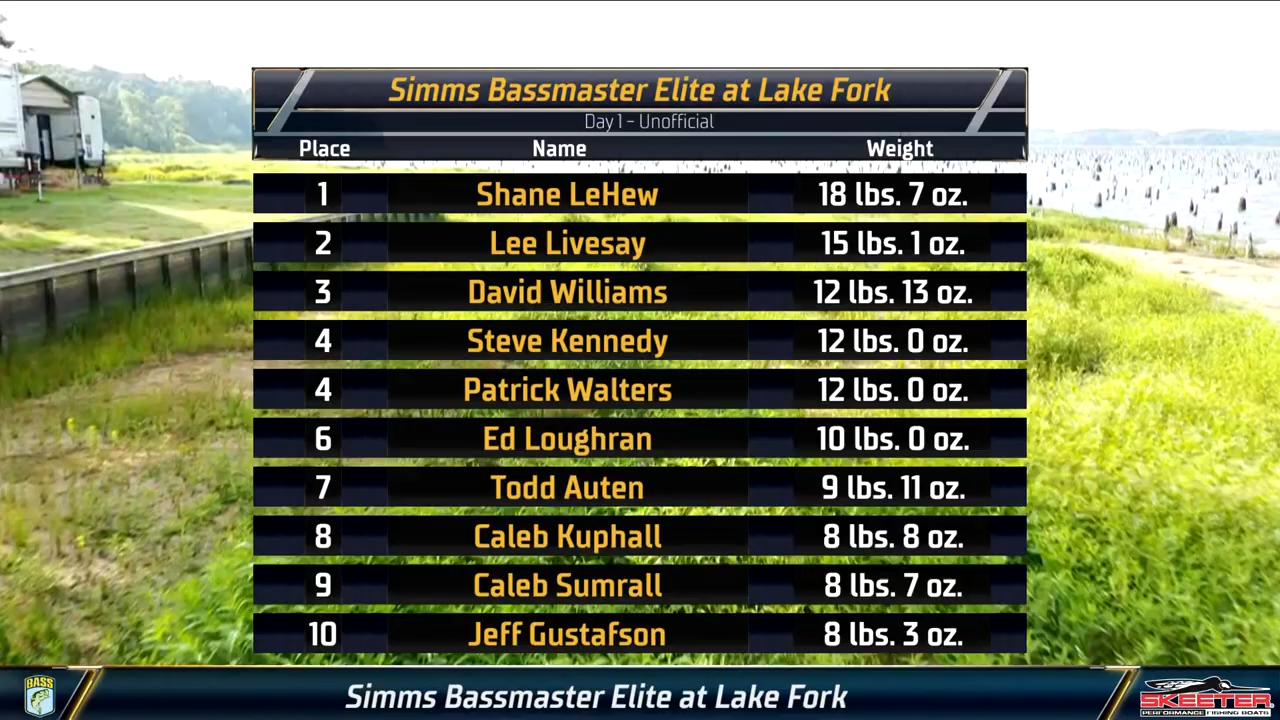 Simms Bassmaster Elite at Lake Fork
Day 1 - Unofficial
Place Name Weight
1 Shane LeHew 18 lbs. 7 oz.
2 Lee Livesay 15 lbs. 1 oz.
3 David Williams 12 lbs. 13 oz.
4 Steve Kennedy 12 lbs. 0 oz.
4 Patrick Walters 12 lbs. 0 oz.
6 Ed Loughran 10 lbs. 0 oz.
7 Todd Auten 9 lbs. 11 oz.
8 Caleb Kuphall 8 lbs. 8 oz.
9 Caleb Sumrall 8 lbs. 7 oz.
10 Jeff Gustafson 8 lbs. 3 oz.
BASS Simms Bassmaster Elite at Lake Fork SKEETER
PERFORMANCE FISHING BOATS